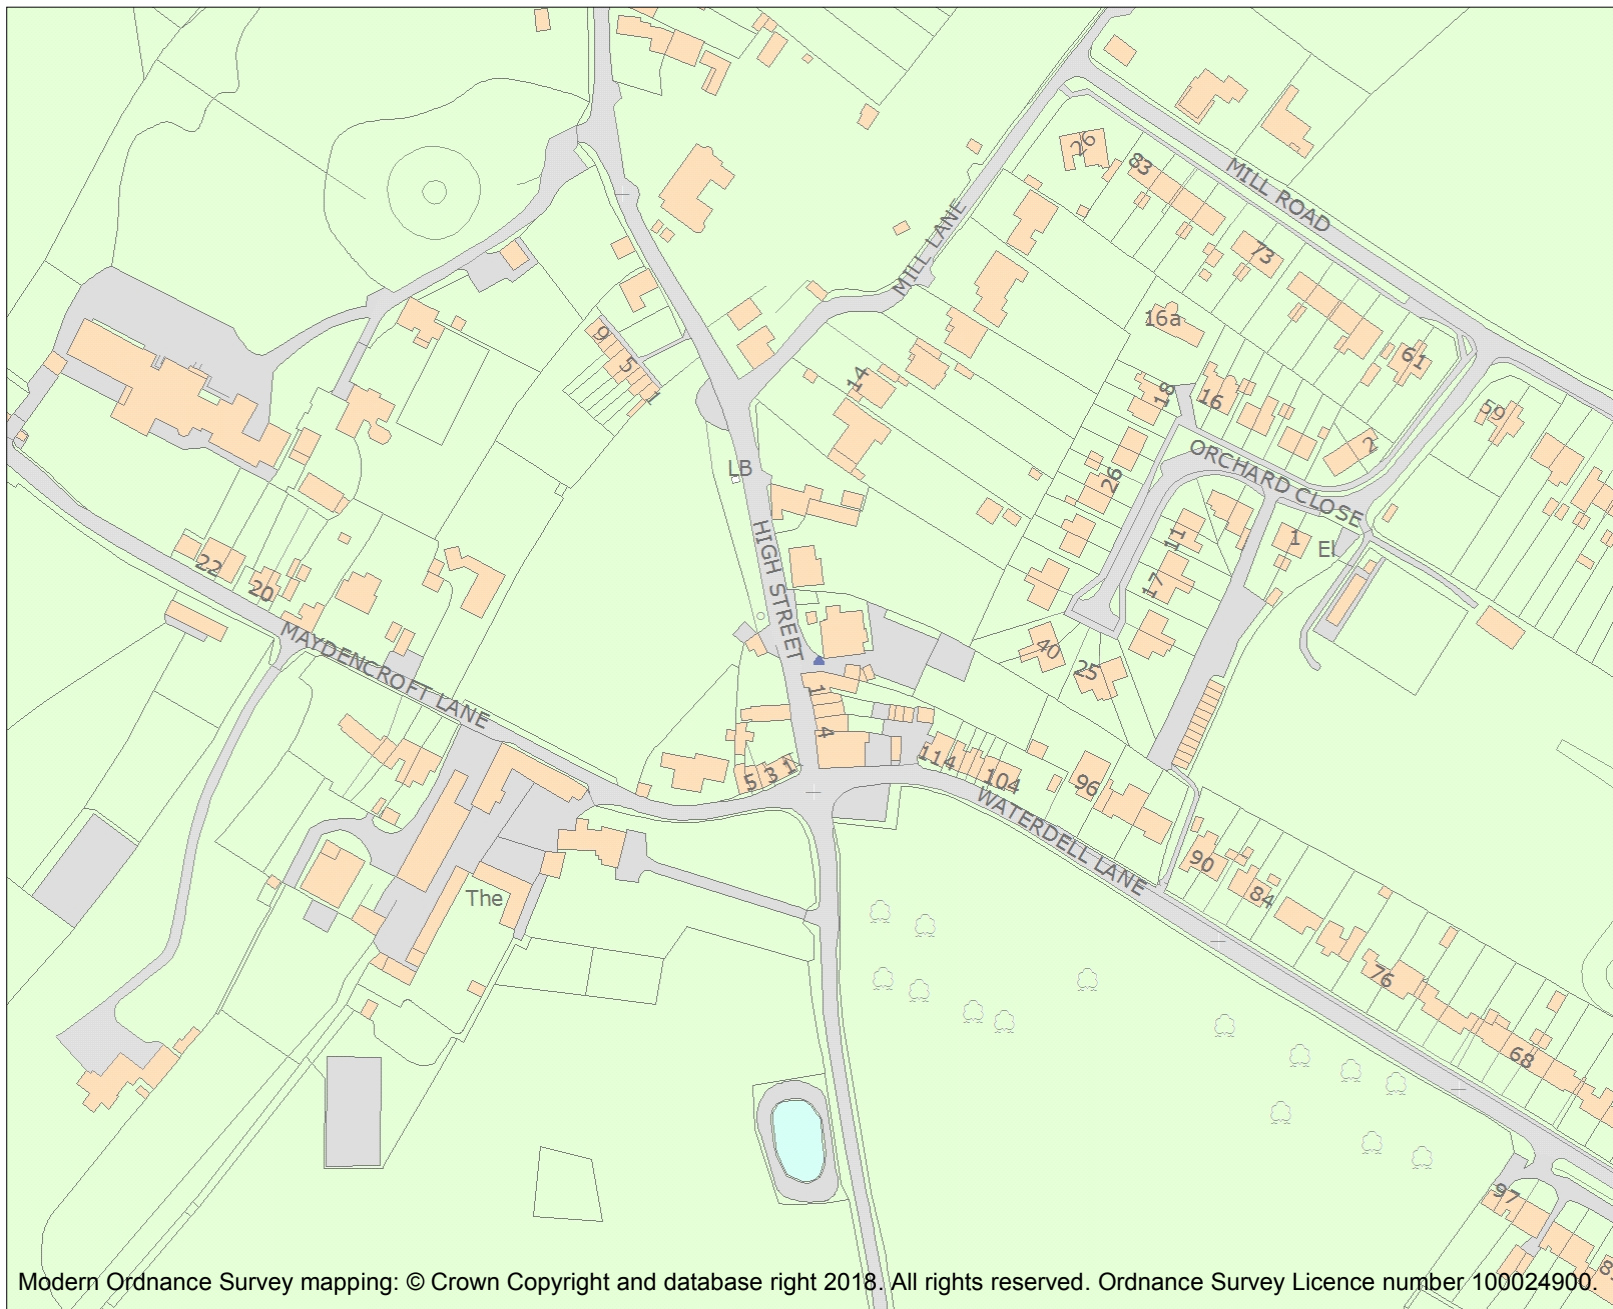 26
83
MILL ROAD
73
MILL LANE
16a
9
5
1
61
14
18
16
59
2
LB
ORCHARD CLOSE
26
HIGH STREET
11
1
El
22
20
17
MAYDENCROFT LANE
40
25
1
4
114
5 3 1
104
96
WATERDELL LANE
90
The
84
76
68
97
Modern Ordnance Survey mapping: © Crown Copyright and database right 2018. All rights reserved. Ordnance Survey Licence number 100024900.